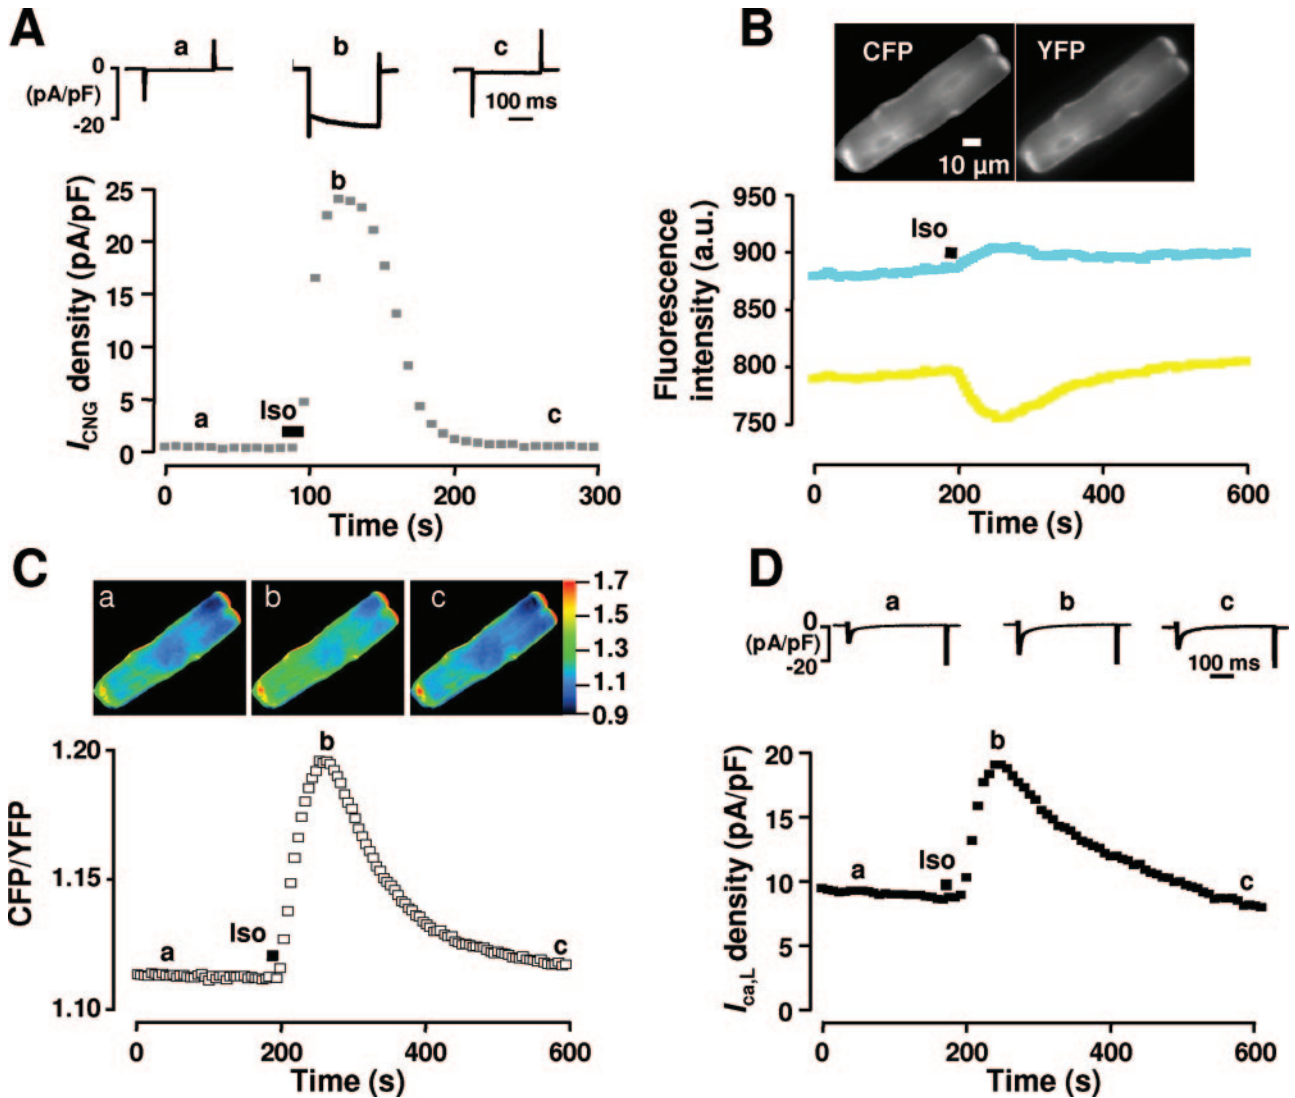 A
a
b
c
0
(pA/pF)
-20
100 ms
I_CNG density (pA/pF)
25
20
15
10
5
0
a
Iso
b
c
0 100 200 300
Time (s)
B
CFP
YFP
10 µm
Fluorescence
intensity (a.u.)
950
900
850
800
750
Iso
0 200 400 600
Time (s)
C
a
b
c
1.7
1.5
1.3
1.1
0.9
CFP/YFP
1.20
1.15
1.10
a
Iso
b
c
0 200 400 600
Time (s)
D
a
b
c
0
(pA/pF)
-20
100 ms
I_ca,L density (pA/pF)
20
15
10
5
0
a
Iso
b
c
0 200 400 600
Time (s)